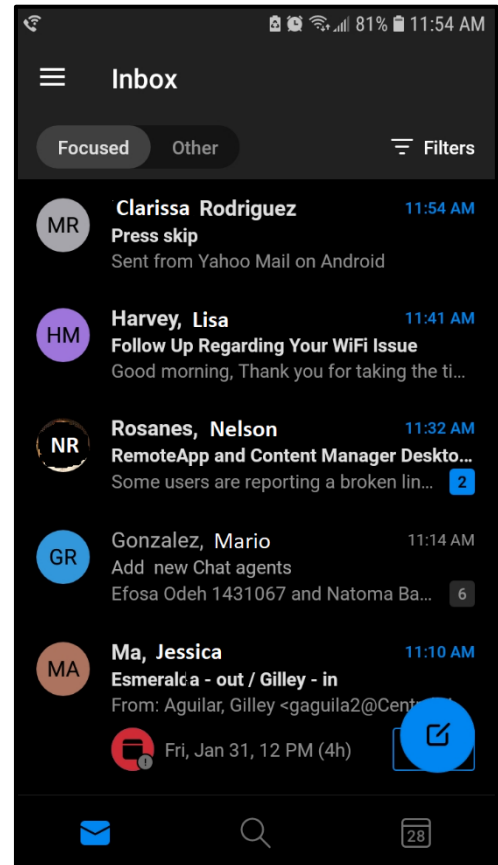 81% 11:54 AM
Inbox
Focused Other Filters
MR Clarissa Rodriguez 11:54 AM
Press skip
Sent from Yahoo Mail on Android
HM Harvey, Lisa 11:41 AM
Follow Up Regarding Your WiFi Issue
Good morning, Thank you for taking the ti...
NR Rosanes, Nelson 11:32 AM
RemoteApp and Content Manager Deskto...
Some users are reporting a broken lin... 2
GR Gonzalez, Mario 11:14 AM
Add new Chat agents
Efosa Odeh 1431067 and Natoma Ba... 6
MA Ma, Jessica 11:10 AM
Esmeralda - out / Gilley - in
From: Aguilar, Gilley <gaguila2@
Fri, Jan 31, 12 PM (4h)
28